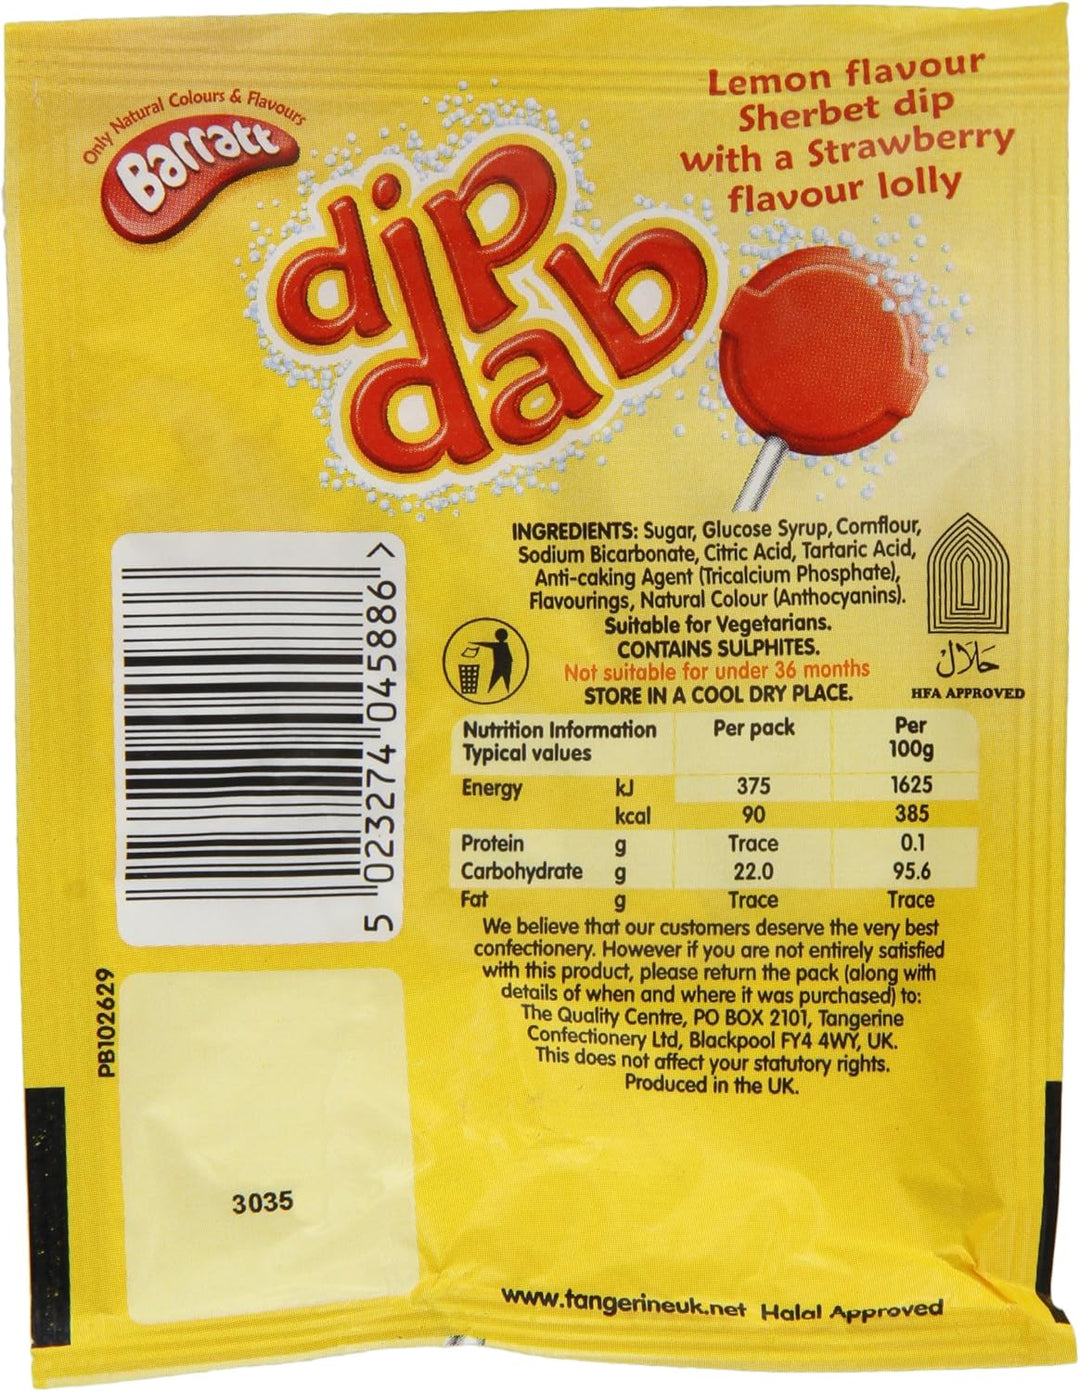 Only Natural Colours & Flavours
Barratt
dip
dab
Lemon flavour
Sherbet dip
with a Strawberry
flavour lolly
INGREDIENTS: Sugar, Glucose Syrup, Cornflour,
Sodium Bicarbonate, Citric Acid, Tartaric Acid,
Anti-caking Agent (Tricalcium Phosphate),
Flavourings, Natural Colour (Anthocyanins).
Suitable for Vegetarians.
CONTAINS SULPHITES.
Not suitable for under 36 months
STORE IN A COOL DRY PLACE.
حلال
HFA APPROVED
5 023274 045886 >
Nutrition Information Per pack Per
Typical values 100g
Energy kJ 375 1625
kcal 90 385
Protein g Trace 0.1
Carbohydrate g 22.0 95.6
Fat g Trace Trace
We believe that our customers deserve the very best
confectionery. However if you are not entirely satisfied
with this product, please return the pack (along with
details of when and where it was purchased) to:
The Quality Centre, PO BOX 2101, Tangerine
Confectionery Ltd, Blackpool FY4 4WY, UK.
This does not affect your statutory rights.
Produced in the UK.
PB102629
3035
www.tangerineuk.net Halal Approved